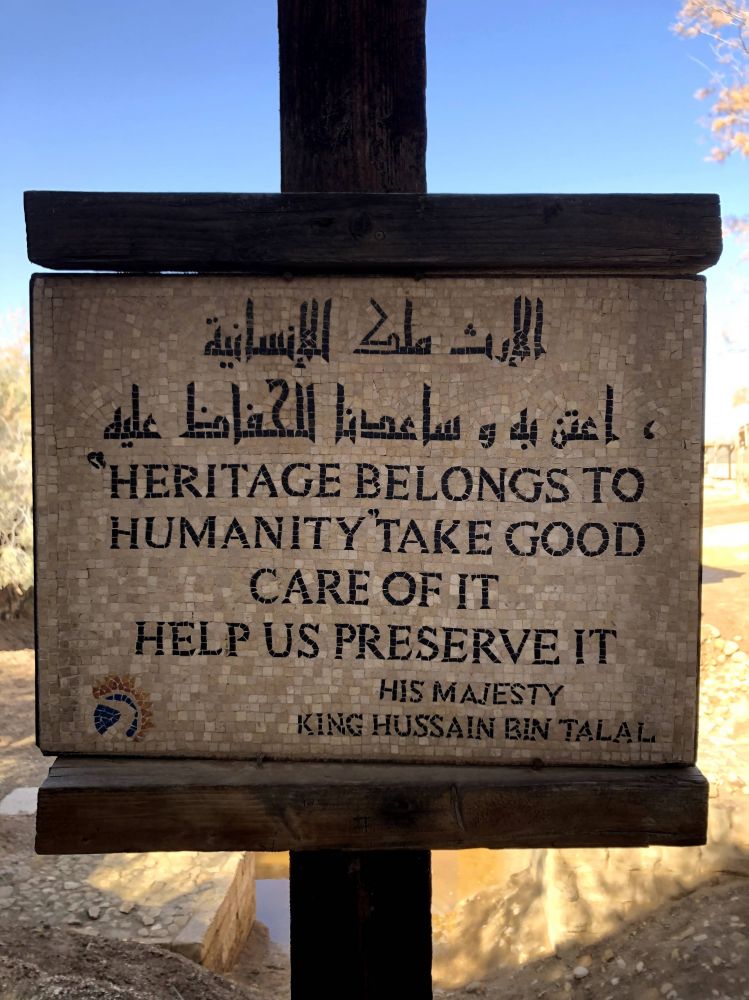 الإرث ملك للإنسانية
، اعتن به و ساعدنا للحفاظ عليه
"HERITAGE BELONGS TO
HUMANITY" TAKE GOOD
CARE OF IT
HELP US PRESERVE IT
HIS MAJESTY
KING HUSSAIN BIN TALAL